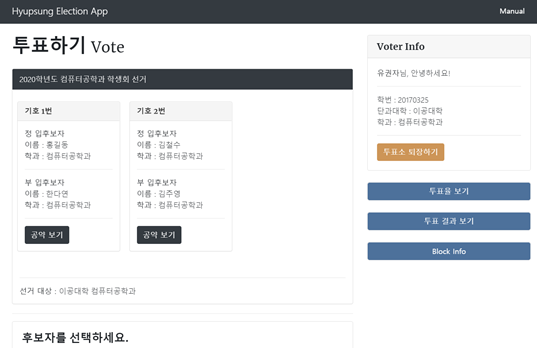 Hyupsung Election App
Manual
투표하기 Vote
2020학년도 컴퓨터공학과 학생회 선거
기호 1번
정 입후보자
이름 : 홍길동
학과 : 컴퓨터공학과
부 입후보자
이름 : 한다면
학과 : 컴퓨터공학과
공약 보기
기호 2번
정 입후보자
이름 : 김철수
학과 : 컴퓨터공학과
부 입후보자
이름 : 김주영
학과 : 컴퓨터공학과
공약 보기
선거 대상 : 이공대학 컴퓨터공학과
후보자를 선택하세요.
Voter Info
유권자님, 안녕하세요!
학번 : 20170325
단과대학 : 이공대학
학과 : 컴퓨터공학과
투표소 퇴장하기
투표율 보기
투표 결과 보기
Block Info